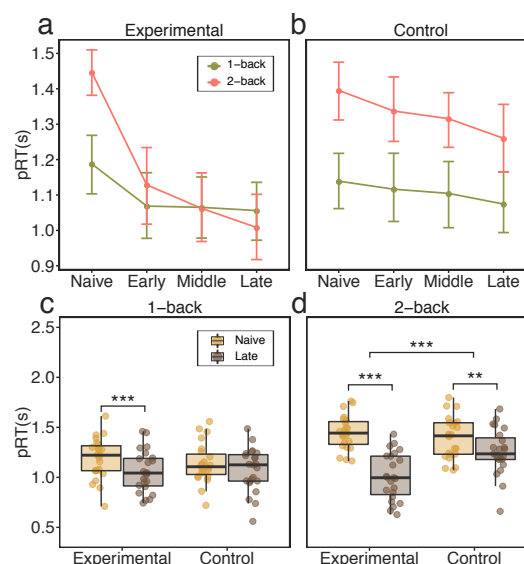 a Experimental
b Control
pRT(s)
1.5
1.4
1.3
1.2
1.1
1.0
0.9
1-back
2-back
Naive Early Middle Late
Naive Early Middle Late
c 1-back
d 2-back
pRT(s)
2.5
2.0
1.5
1.0
0.5
Naive
Late
***
***
***
**
Experimental Control
Experimental Control